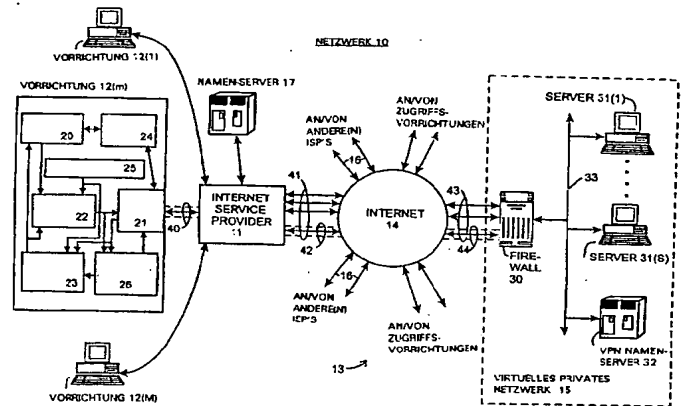 NETZWERK 10
VORRICHTUNG 12(1)
VORRICHTUNG 12(m)
20
24
25
22
21
23
26
40
NAMEN-SERVER 17
INTERNET
SERVICE
PROVIDER
11
41
42
AN/VON
ANDERE(N)
ISP'S
16
AN/VON
ZUGRIFFS-
VORRICHTUNGEN
INTERNET
14
43
44
16
AN/VON
ANDERE(N)
ISP'S
AN/VON
ZUGRIFFS-
VORRICHTUNGEN
13
VORRICHTUNG 12(M)
SERVER 31(1)
33
FIRE-
WALL
30
SERVER 31(S)
VPN NAMEN-
SERVER 32
VIRTUELLES PRIVATES
NETZWERK 15